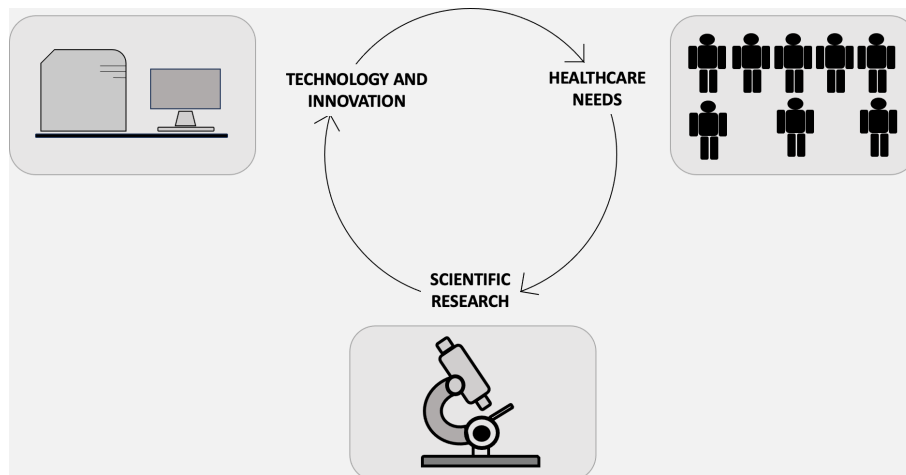 TECHNOLOGY AND
INNOVATION
HEALTHCARE
NEEDS
SCIENTIFIC
RESEARCH